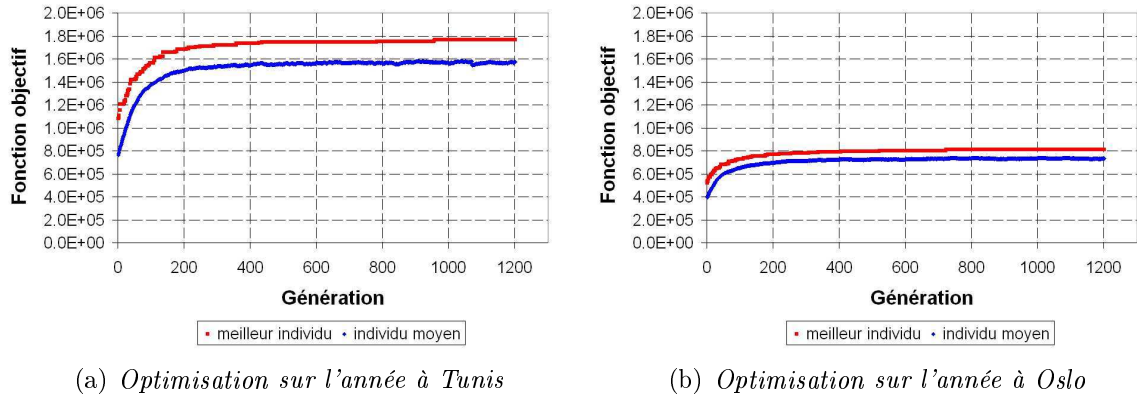 2.0E+06
1.8E+06
1.6E+06
1.4E+06
1.2E+06
1.0E+06
8.0E+05
6.0E+05
4.0E+05
2.0E+05
0.0E+00
Fonction objectif
0 200 400 600 800 1000 1200
Génération
meilleur individu individu moyen
(a) Optimisation sur l'année à Tunis
2.0E+06
1.8E+06
1.6E+06
1.4E+06
1.2E+06
1.0E+06
8.0E+05
6.0E+05
4.0E+05
2.0E+05
0.0E+00
Fonction objectif
0 200 400 600 800 1000 1200
Génération
meilleur individu individu moyen
(b) Optimisation sur l'année à Oslo